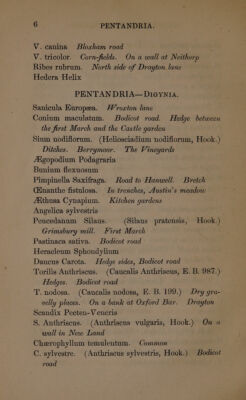 6 PENTANDRIA.
V. canina Bloxham road
V. tricolor. Corn-fields. On a wall at Neithorp
Ribes rubrum. North side of Drayton lane
Hedera Helix
PENTANDRIA—DIGYNIA.
Sanicula Europæa. Wroxton lane
Conium maculatum. Bodicot road. Hedge between
the first March and the Castle garden
Sium nodiflorum. (Helosciadium nodiflorum, Hook.)
Ditches. Berrymoor. The Vineyards
Ægopodium Podagraria
Bunium flexuosum
Pimpinella Saxifraga. Road to Hanwell. Bretch
Œnanthe fistulosa. In trenches, Austin's meadow
Æthusa Cynapium. Kitchen gardens
Angelica sylvestris
Peucedanum Silaus. (Silaus pratensis, Hook.)
Grimsbury mill. First March
Pastinaca sativa. Bodicot road
Heracleum Sphondylium
Daucus Carota. Hedge sides, Bodicot road
Torilis Anthriscus. (Caucalis Anthriscus, E. B. 987.)
Hedges. Bodicot road
T. nodosa. (Caucalis nodosa, E. B. 199.) Dry gra-
velly places. On a bank at Oxford Bar. Drayton
Scandix Pecten-Veneris
S. Anthriscus. (Anthriscus vulgaris, Hook.) On a
wall in New Land
Chærophyllum temulentum. Common
C. sylvestre. (Anthriscus sylvestris, Hook.) Bodicot
road